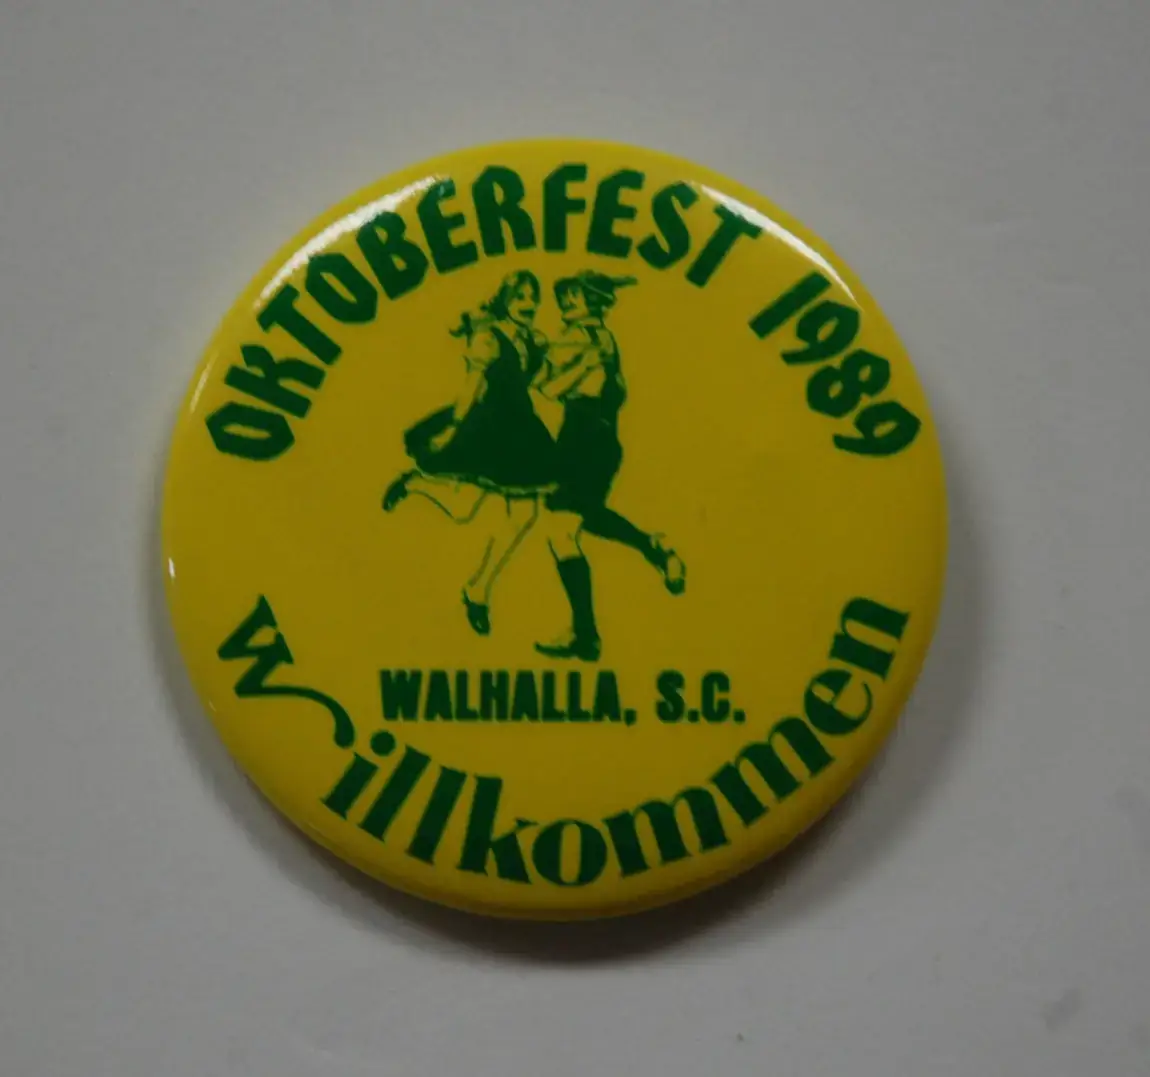 OKTOBERFEST 1989
WALHALLA, S.C.
Willkommen